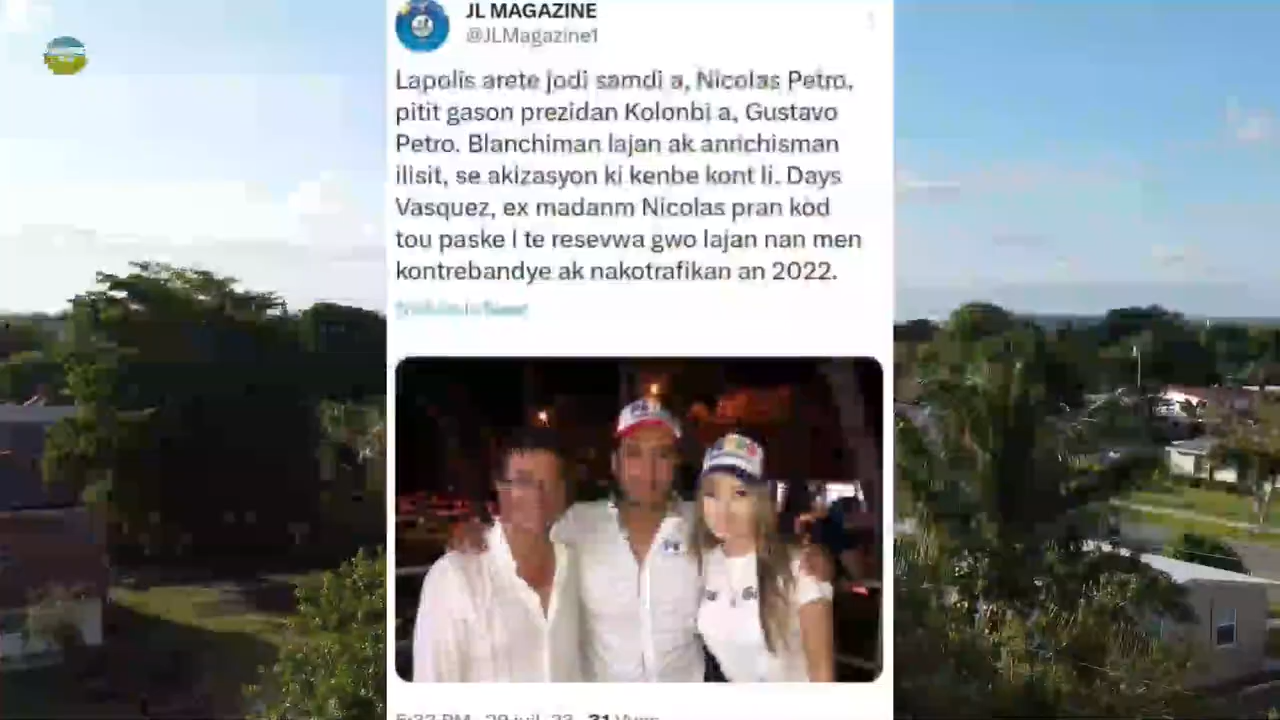 JL MAGAZINE
@JLMagazine1
Lapolis arete jodi samdi a, Nicolas Petro,
pitit gason prezidan Kolonbi a, Gustavo
Petro. Blanchiman lajan ak anrichisman
ilisit, se akizasyon ki kenbe kont li. Days
Vasquez, ex madanm Nicolas pran kòd
tou paske l te resevwa gwo lajan nan men
kontrebandye ak nakotrafikan an 2022.